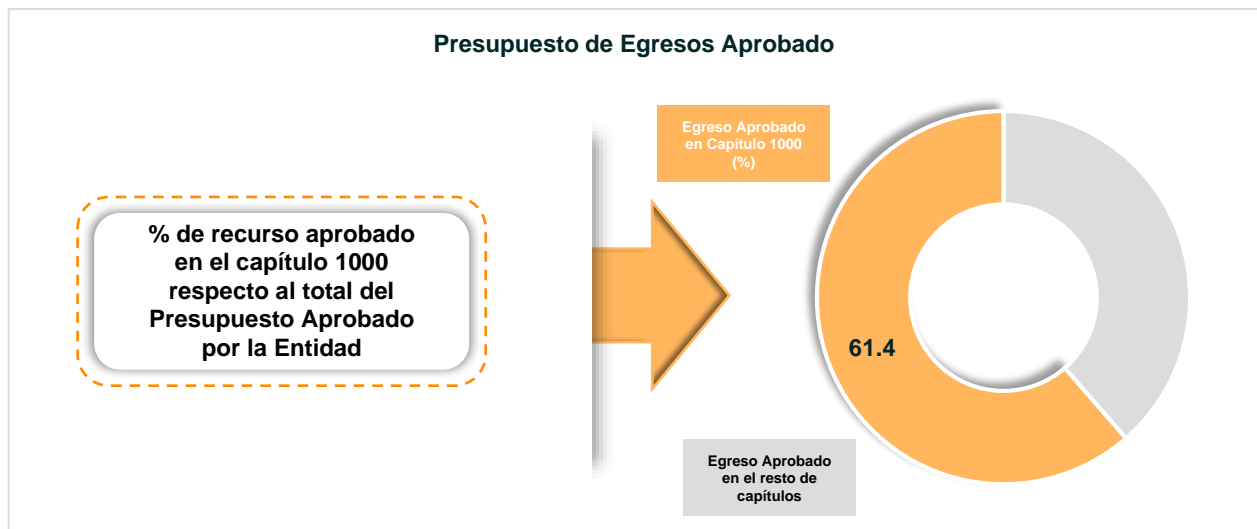 Presupuesto de Egresos Aprobado
Egreso Aprobado
en Capítulo 1000
(%)
% de recurso aprobado
en el capítulo 1000
respecto al total del
Presupuesto Aprobado
por la Entidad
61.4
Egreso Aprobado
en el resto de
capítulos